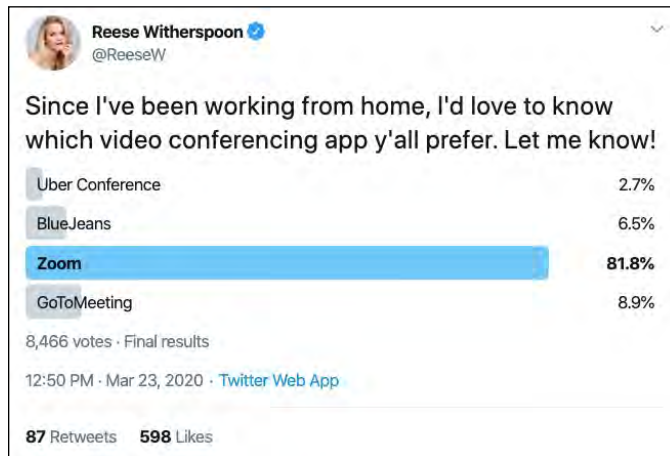 Reese Witherspoon
@ReeseW
Since I've been working from home, I'd love to know
which video conferencing app y'all prefer. Let me know!
Uber Conference 2.7%
BlueJeans 6.5%
Zoom 81.8%
GoToMeeting 8.9%
8,466 votes · Final results
12:50 PM · Mar 23, 2020 · Twitter Web App
87 Retweets 598 Likes